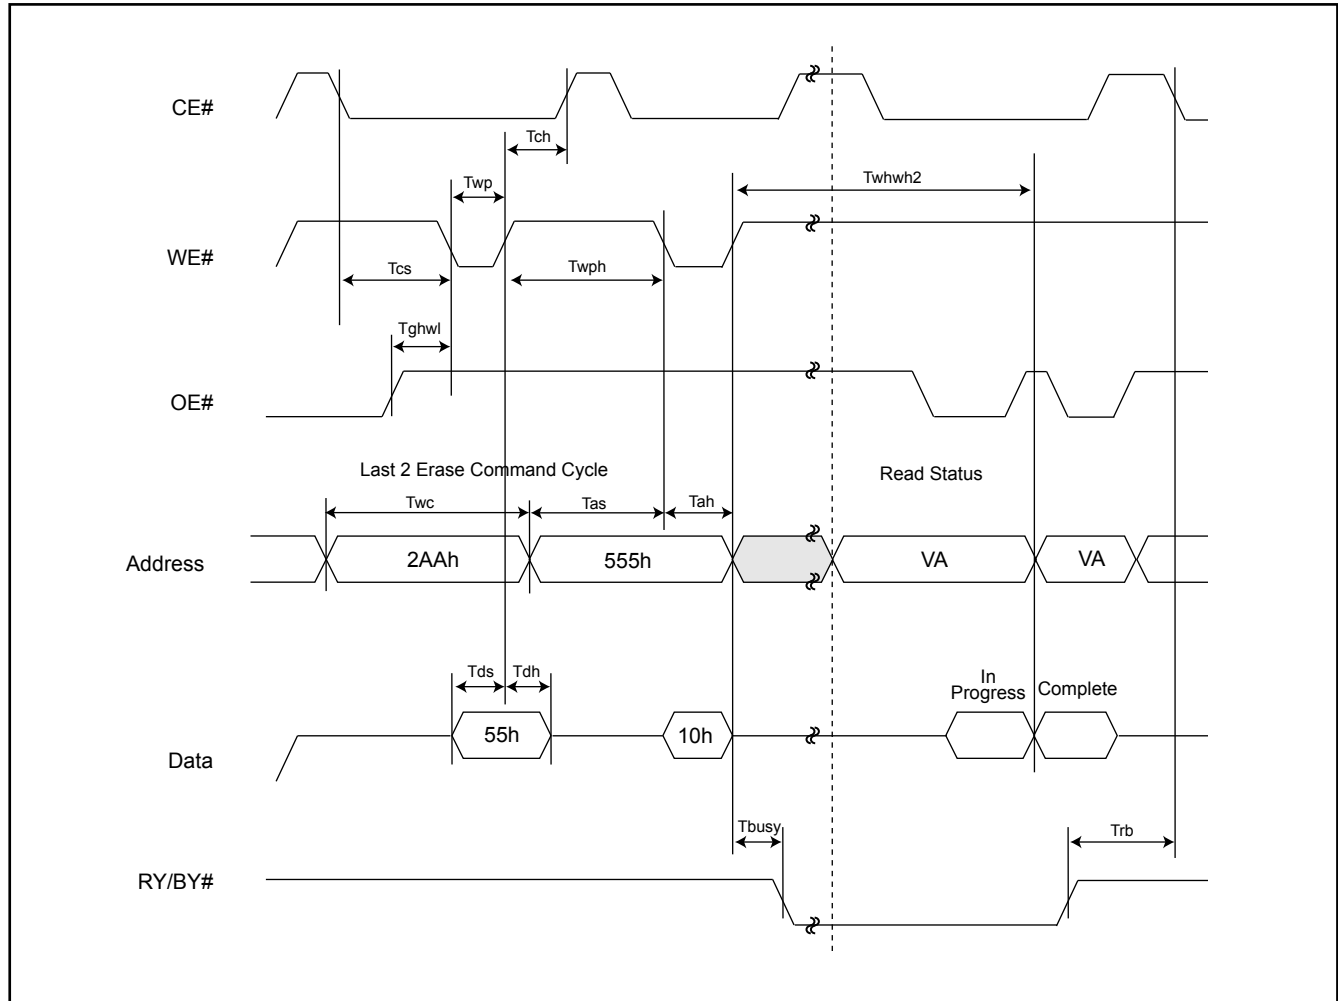 CE#
Tch
Twp
Twhwh2
WE#
Tcs
Twph
Tghwl
OE#
Last 2 Erase Command Cycle
Read Status
Twc
Tas
Tah
Address
2AAh
555h
VA
VA
Tds
Tdh
In
Progress
Complete
55h
10h
Data
Tbusy
Trb
RY/BY#